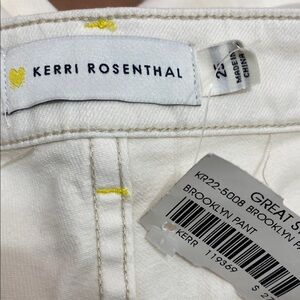 KERRI ROSENTHAL
25
MADE IN
CHINA
GREAT
KR22-5008 BROOKLYN
BROOKLYN PANT
KERR
119369
$